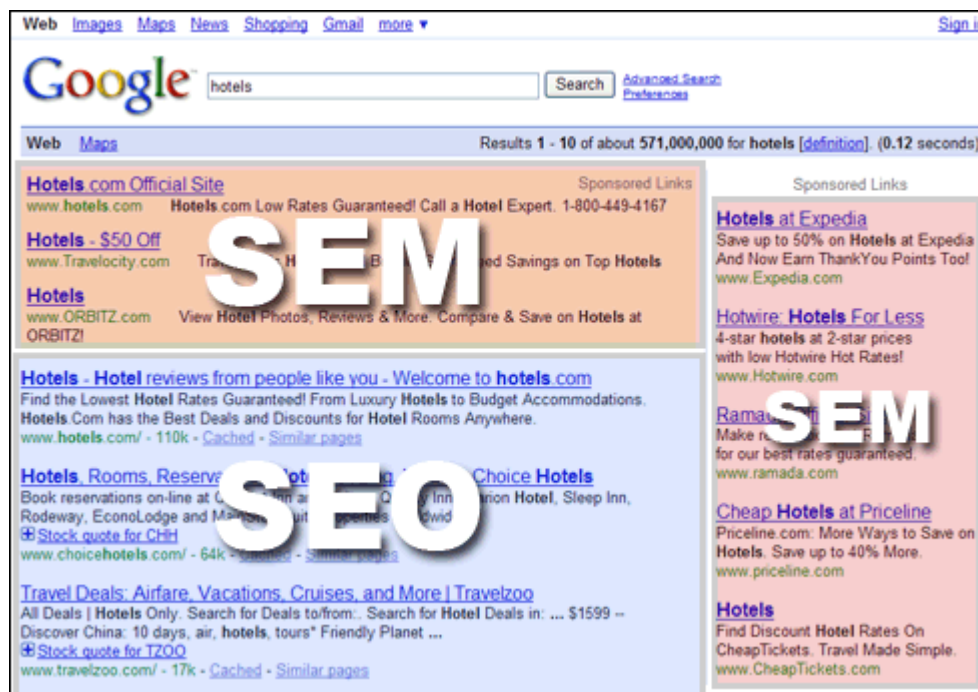 Web Images Maps News Shopping Gmail more ▼ Sign i
Google hotels Search Advanced Search
Preferences
Web Maps Results 1 - 10 of about 571,000,000 for hotels [definition]. (0.12 seconds)
Hotels.com Official Site Sponsored Links
www.hotels.com Hotels.com Low Rates Guaranteed! Call a Hotel Expert. 1-800-449-4167
Hotels - $50 Off
www.Travelocity.com Savings on Top Hotels
Hotels
www.ORBITZ.com View Hotel Photos, Reviews & More. Compare & Save on Hotels at
ORBITZ!
SEM
Hotels - Hotel reviews from people like you - Welcome to hotels.com
Find the Lowest Hotel Rates Guaranteed! From Luxury Hotels to Budget Accommodations.
Hotels.Com has the Best Deals and Discounts for Hotel Rooms Anywhere.
www.hotels.com/ - 110k - Cached - Similar pages
Hotels, Rooms, Choice Hotels
Book reservations on-line at Hotel, Sleep Inn,
Rodeway, EconoLodge and
Stock quote for CHH
www.choicehotels.com/ - 64k - Cached - Similar pages
SEO
Travel Deals: Airfare, Vacations, Cruises, and More | Travelzoo
All Deals | Hotels Only. Search for Deals to/from:. Search for Hotel Deals in: ... $1599 --
Discover China: 10 days, air, hotels, tours* Friendly Planet ...
Stock quote for TZOO
www.travelzoo.com/ - 17k - Cached - Similar pages
Sponsored Links
Hotels at Expedia
Save up to 50% on Hotels at Expedia
And Now Earn ThankYou Points Too!
www.Expedia.com
Hotwire: Hotels For Less
4-star hotels at 2-star prices
with low Hotwire Hot Rates!
www.Hotwire.com
Make
for our best rates guaranteed.
www.ramada.com
SEM
Cheap Hotels at Priceline
Priceline.com: More Ways to Save on
Hotels. Save up to 40% More.
www.priceline.com
Hotels
Find Discount Hotel Rates On
CheapTickets. Travel Made Simple.
www.CheapTickets.com